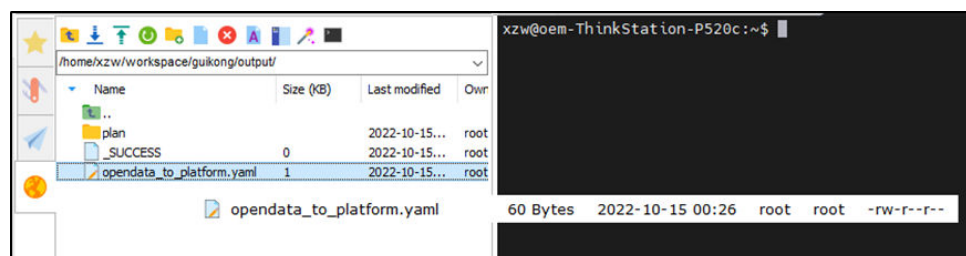 xzw@oem-ThinkStation-P520c:~$
/home/xzw/workspace/guikong/output/
Name Size (KB) Last modified Owr
..
plan 2022-10-15... root
_SUCCESS 0 2022-10-15... root
opendata_to_platform.yaml 1 2022-10-15... root
opendata_to_platform.yaml 60 Bytes 2022-10-15 00:26 root root -rw-r--r--